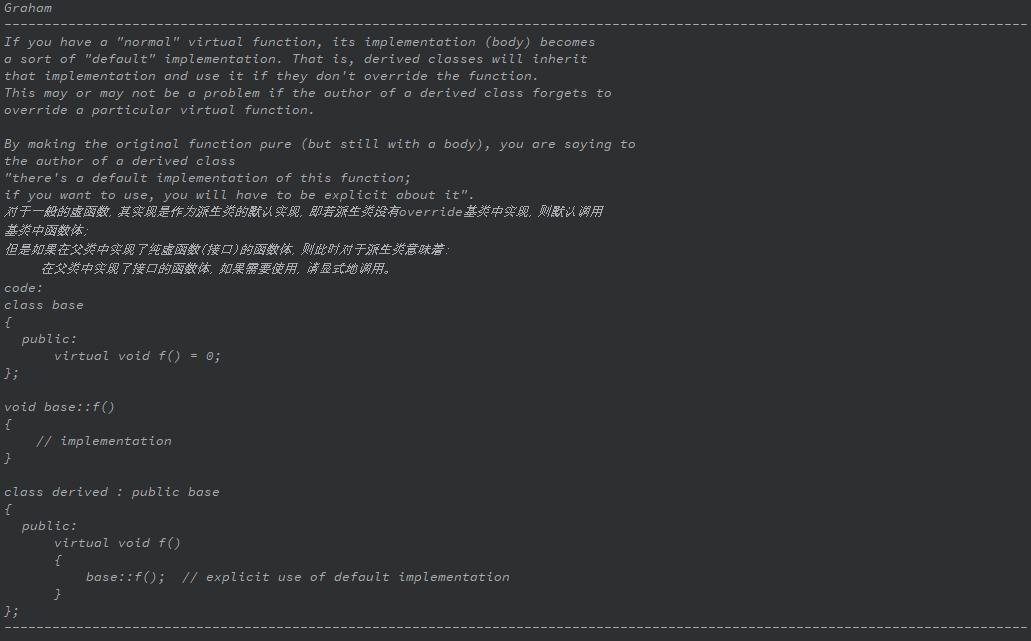 Graham
--------------------------------------------------------------------------------------------------------------------------------
If you have a "normal" virtual function, its implementation (body) becomes
a sort of "default" implementation. That is, derived classes will inherit
that implementation and use it if they don't override the function.
This may or may not be a problem if the author of a derived class forgets to
override a particular virtual function.

By making the original function pure (but still with a body), you are saying to
the author of a derived class
"there's a default implementation of this function;
if you want to use, you will have to be explicit about it".
对于一般的虚函数, 其实现是作为派生类的默认实现, 即若派生类没有override基类中实现, 则默认调用
基类中函数体;
但是如果在父类中实现了纯虚函数(接口)的函数体, 则此时对于派生类意味着:
在父类中实现了接口的函数体, 如果需要使用, 请显式地调用。
code:
class base
{
public:
virtual void f() = 0;
};

void base::f()
{
// implementation
}

class derived : public base
{
public:
virtual void f()
{
base::f();  // explicit use of default implementation
}
};
--------------------------------------------------------------------------------------------------------------------------------